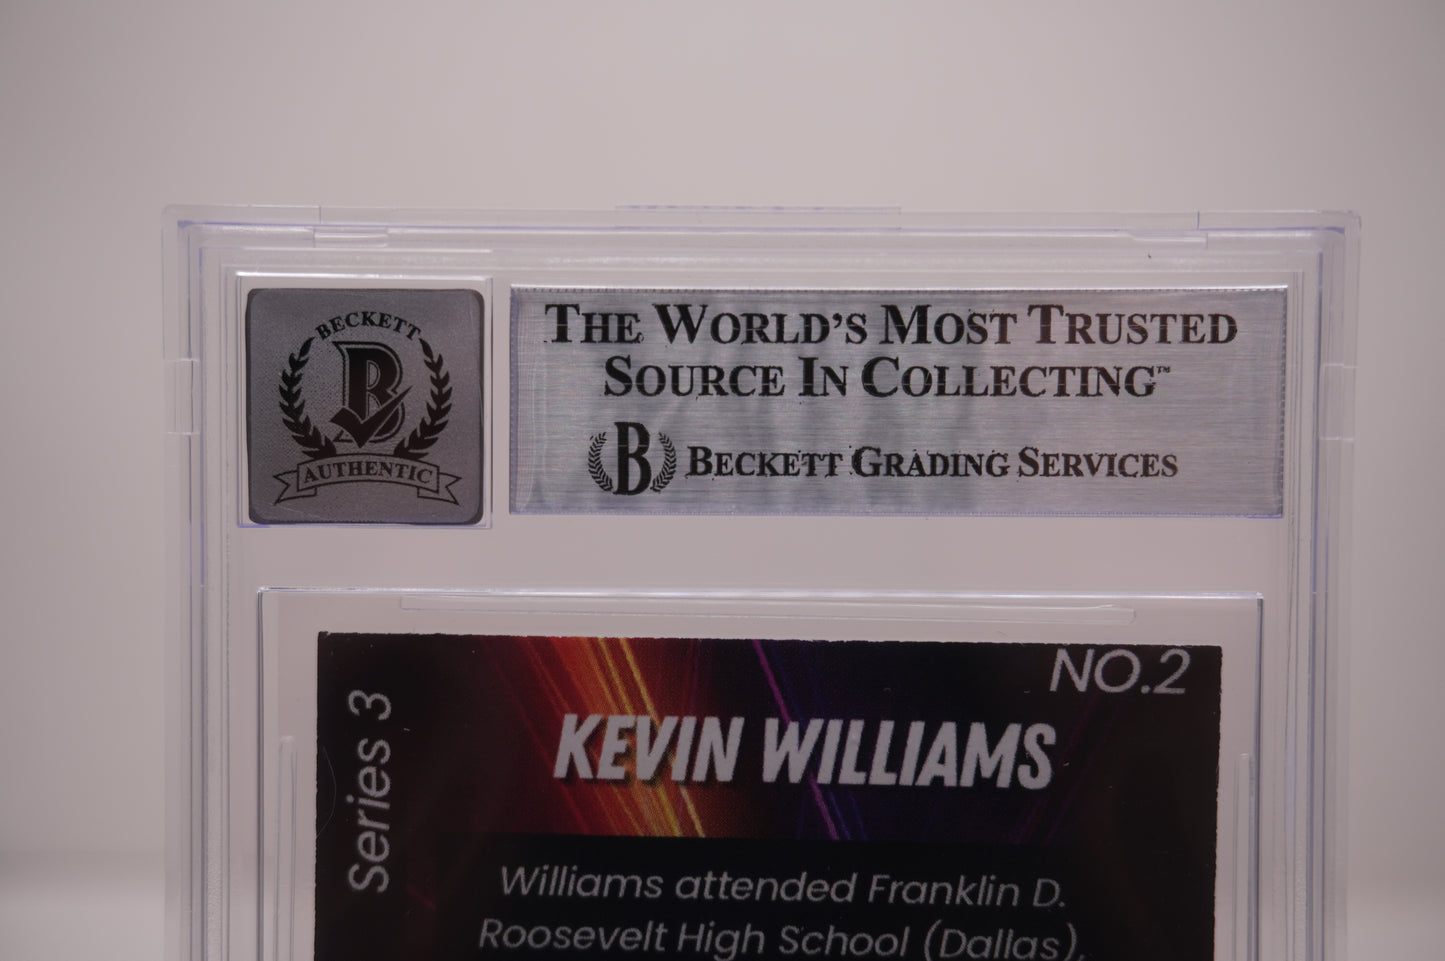 BECKETT
B
AUTHENTIC
THE WORLD'S MOST TRUSTED
SOURCE IN COLLECTING™
B BECKETT GRADING SERVICES
NO.2
Series 3
KEVIN WILLIAMS
Williams attended Franklin D.
Roosevelt High School (Dallas),